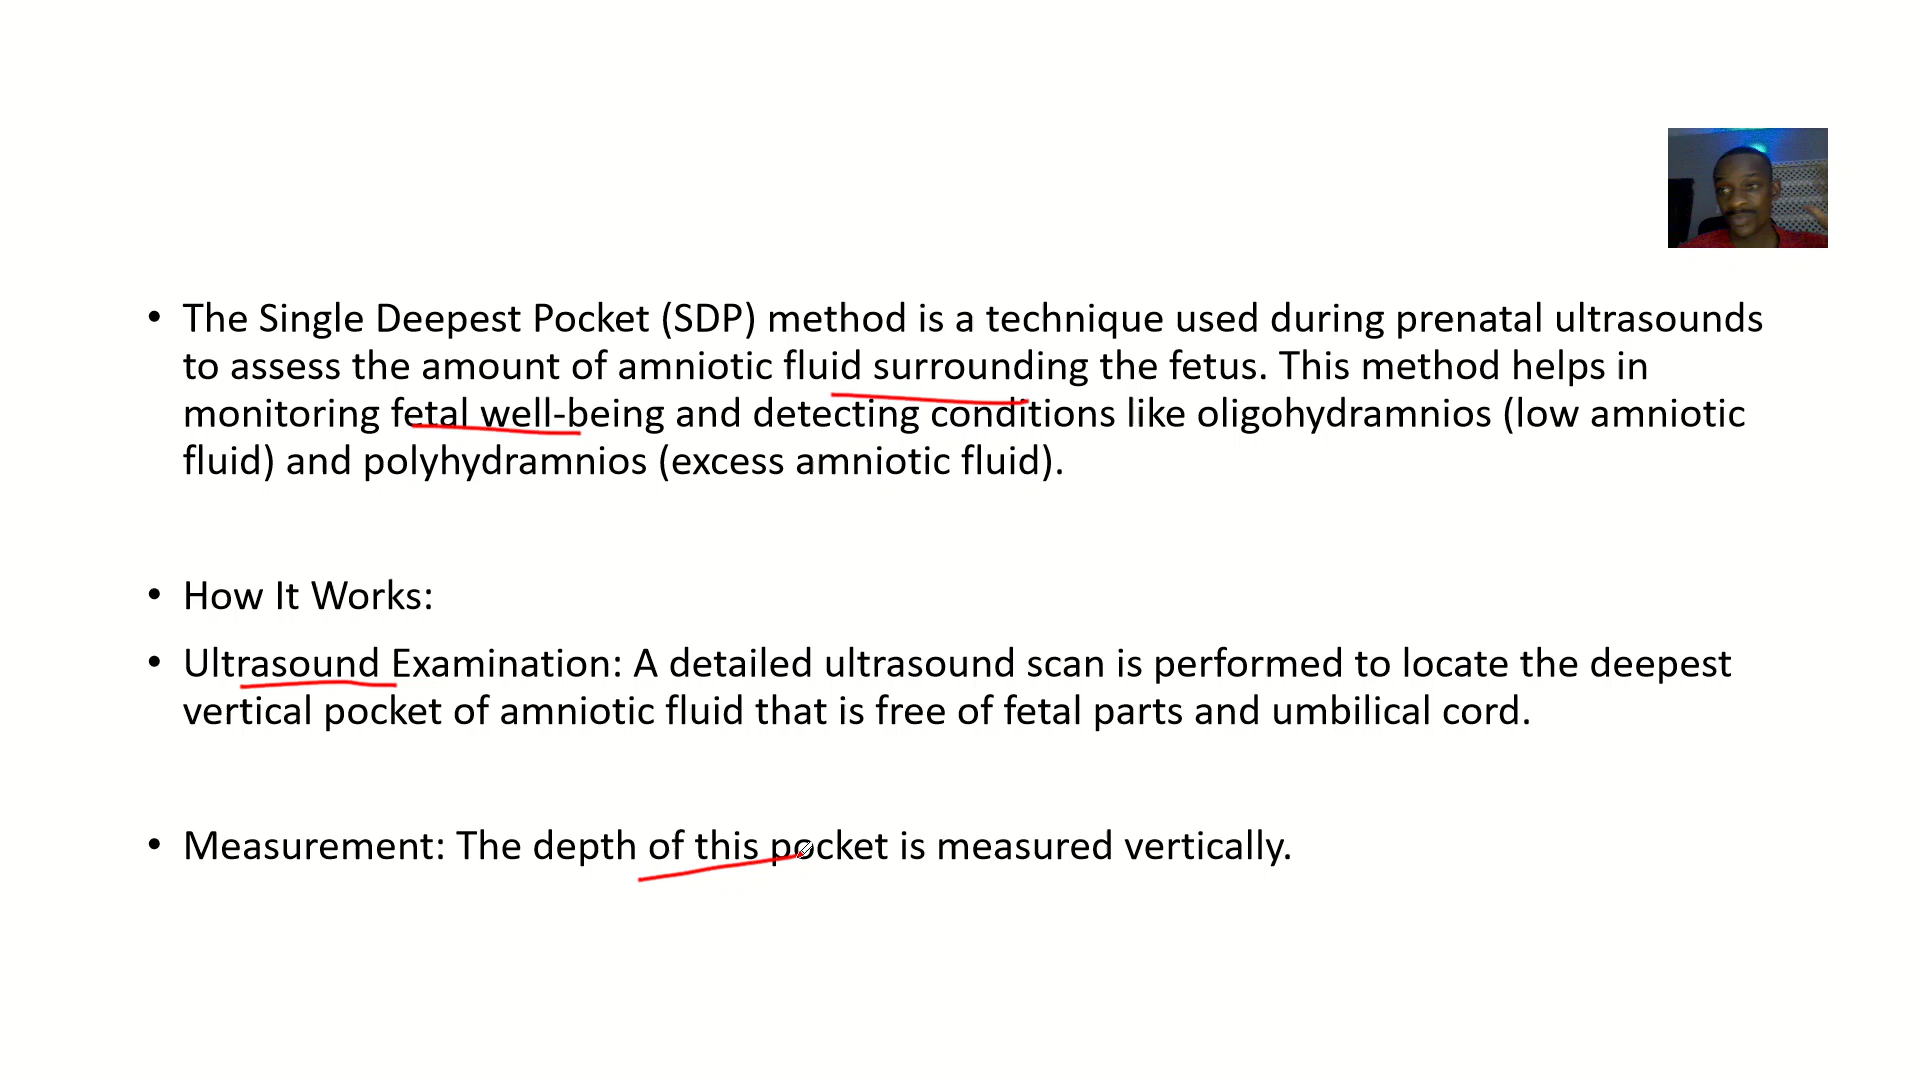 • The Single Deepest Pocket (SDP) method is a technique used during prenatal ultrasounds
to assess the amount of amniotic fluid surrounding the fetus. This method helps in
monitoring fetal well-being and detecting conditions like oligohydramnios (low amniotic
fluid) and polyhydramnios (excess amniotic fluid).
• How It Works:
• Ultrasound Examination: A detailed ultrasound scan is performed to locate the deepest
vertical pocket of amniotic fluid that is free of fetal parts and umbilical cord.
• Measurement: The depth of this pocket is measured vertically.